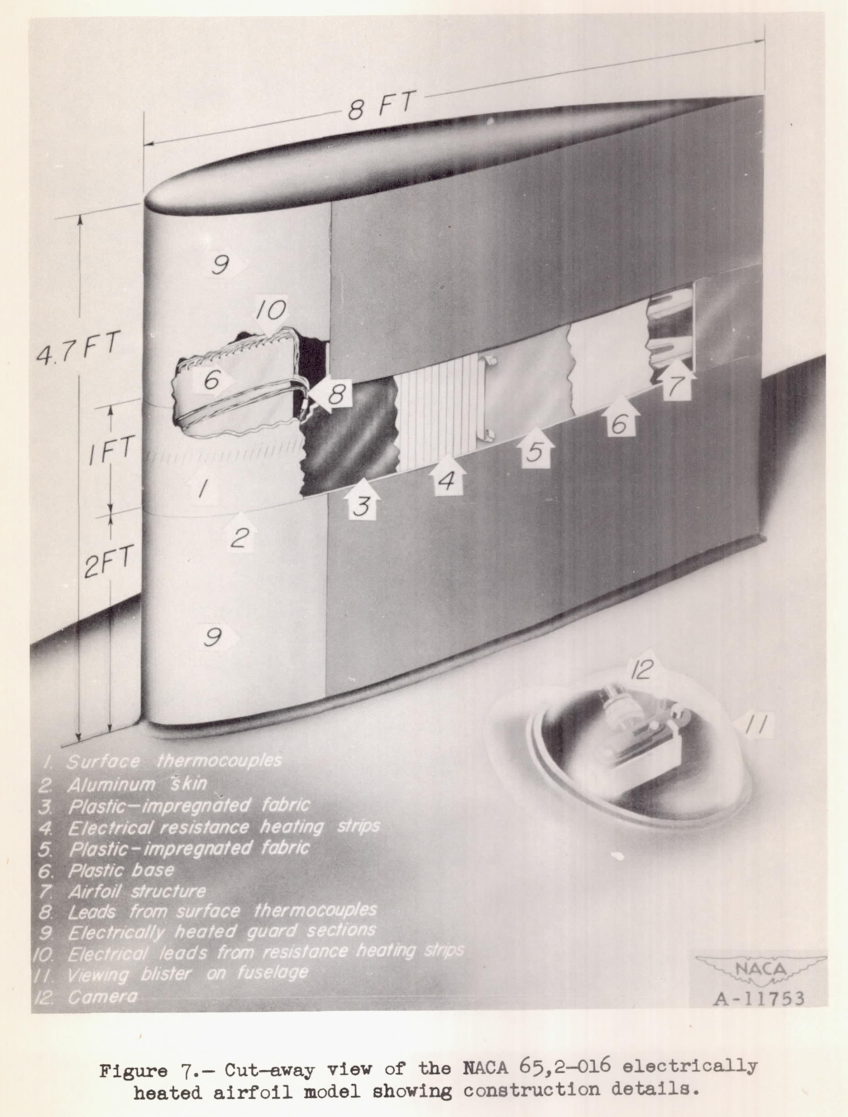 8 FT
9
10
4.7 FT
6
8
7
1 FT
6
5
1
4
3
2
2 FT
9
12
11
1. Surface thermocouples
2. Aluminum skin
3. Plastic-impregnated fabric
4. Electrical resistance heating strips
5. Plastic-impregnated fabric
6. Plastic base
7. Airfoil structure
8. Leads from surface thermocouples
9. Electrically heated guard sections
10. Electrical leads from resistance heating strips
11. Viewing blister on fuselage
12. Camera
NACA
A-11753
Figure 7.- Cut-away view of the NACA 65,2-016 electrically
heated airfoil model showing construction details.